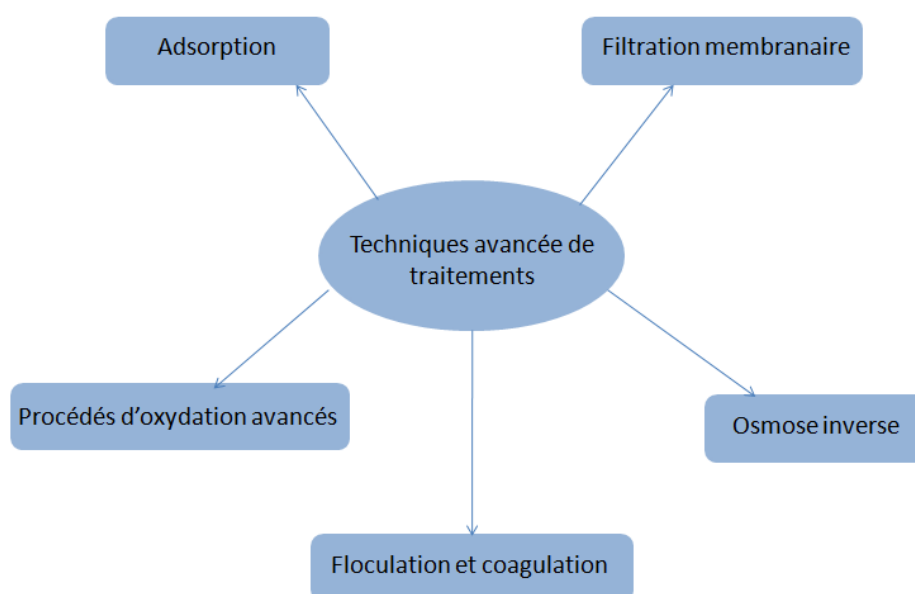 Adsorption
Filtration membranaire
Techniques avancée de
traitements
Procédés d'oxydation avancés
Osmose inverse
Floculation et coagulation